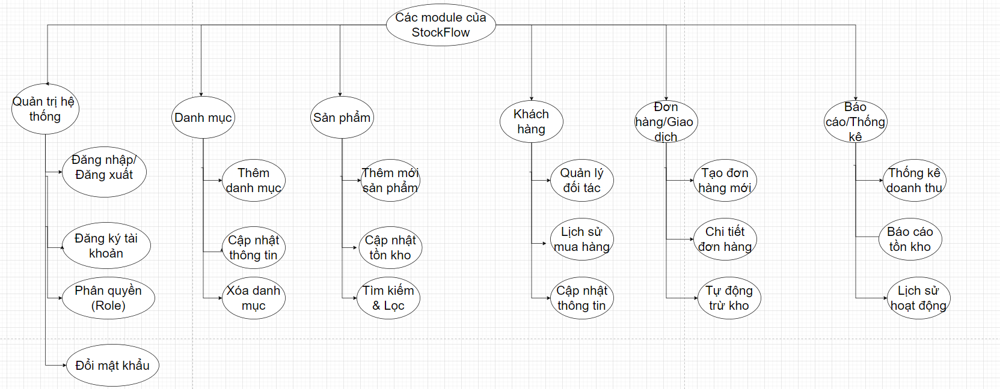 Các module của
StockFlow
Quản trị hệ
thống
Danh mục
Sản phẩm
Khách
hàng
Đơn
hàng/Giao
dịch
Báo
cáo/Thống
kê
Đăng nhập/
Đăng xuất
Thêm
danh mục
Thêm mới
sản phẩm
Quản lý
đối tác
Tạo đơn
hàng mới
Thống kê
doanh thu
Đăng ký tài
khoản
Cập nhật
thông tin
Cập nhật
tồn kho
Lịch sử
mua hàng
Chi tiết
đơn hàng
Báo cáo
tồn kho
Phân quyền
(Role)
Xóa danh
mục
Tìm kiếm
& Lọc
Cập nhật
thông tin
Tự động
trừ kho
Lịch sử
hoạt động
Đổi mật khẩu